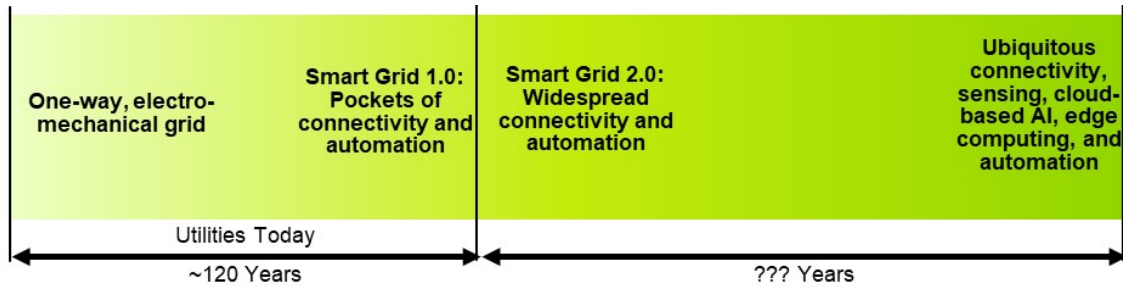 One-way, electro-
mechanical grid
Smart Grid 1.0:
Pockets of
connectivity and
automation
Smart Grid 2.0:
Widespread
connectivity and
automation
Ubiquitous
connectivity,
sensing, cloud-
based AI, edge
computing, and
automation
Utilities Today
~120 Years
??? Years